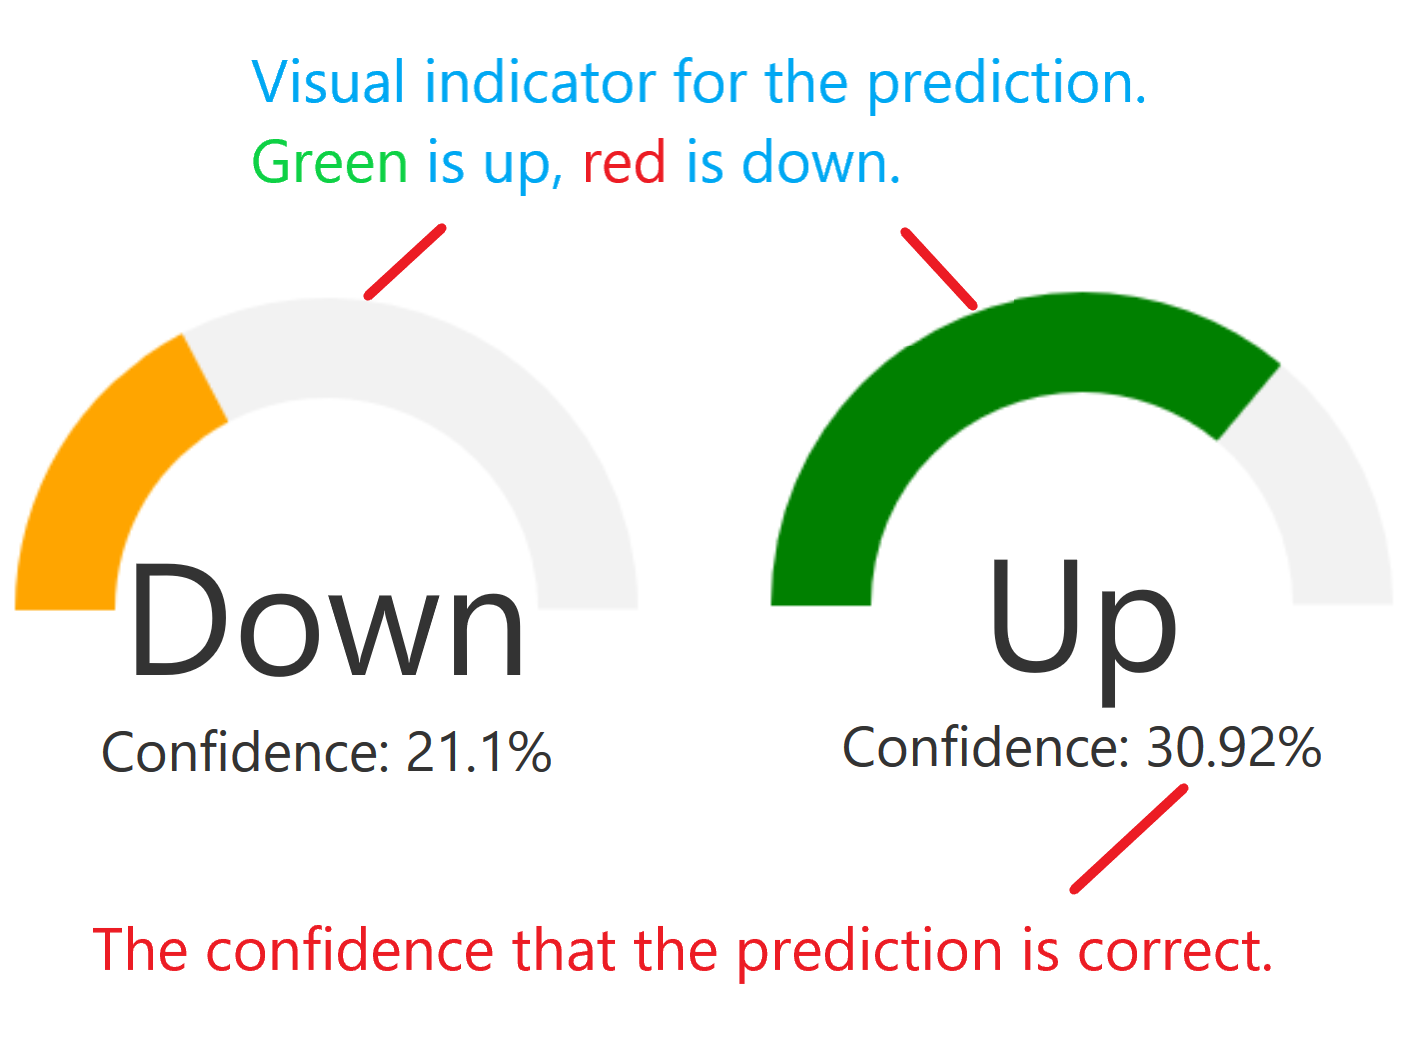 Visual indicator for the prediction.
Green is up, red is down.
Down
Up
Confidence: 21.1%
Confidence: 30.92%
The confidence that the prediction is correct.